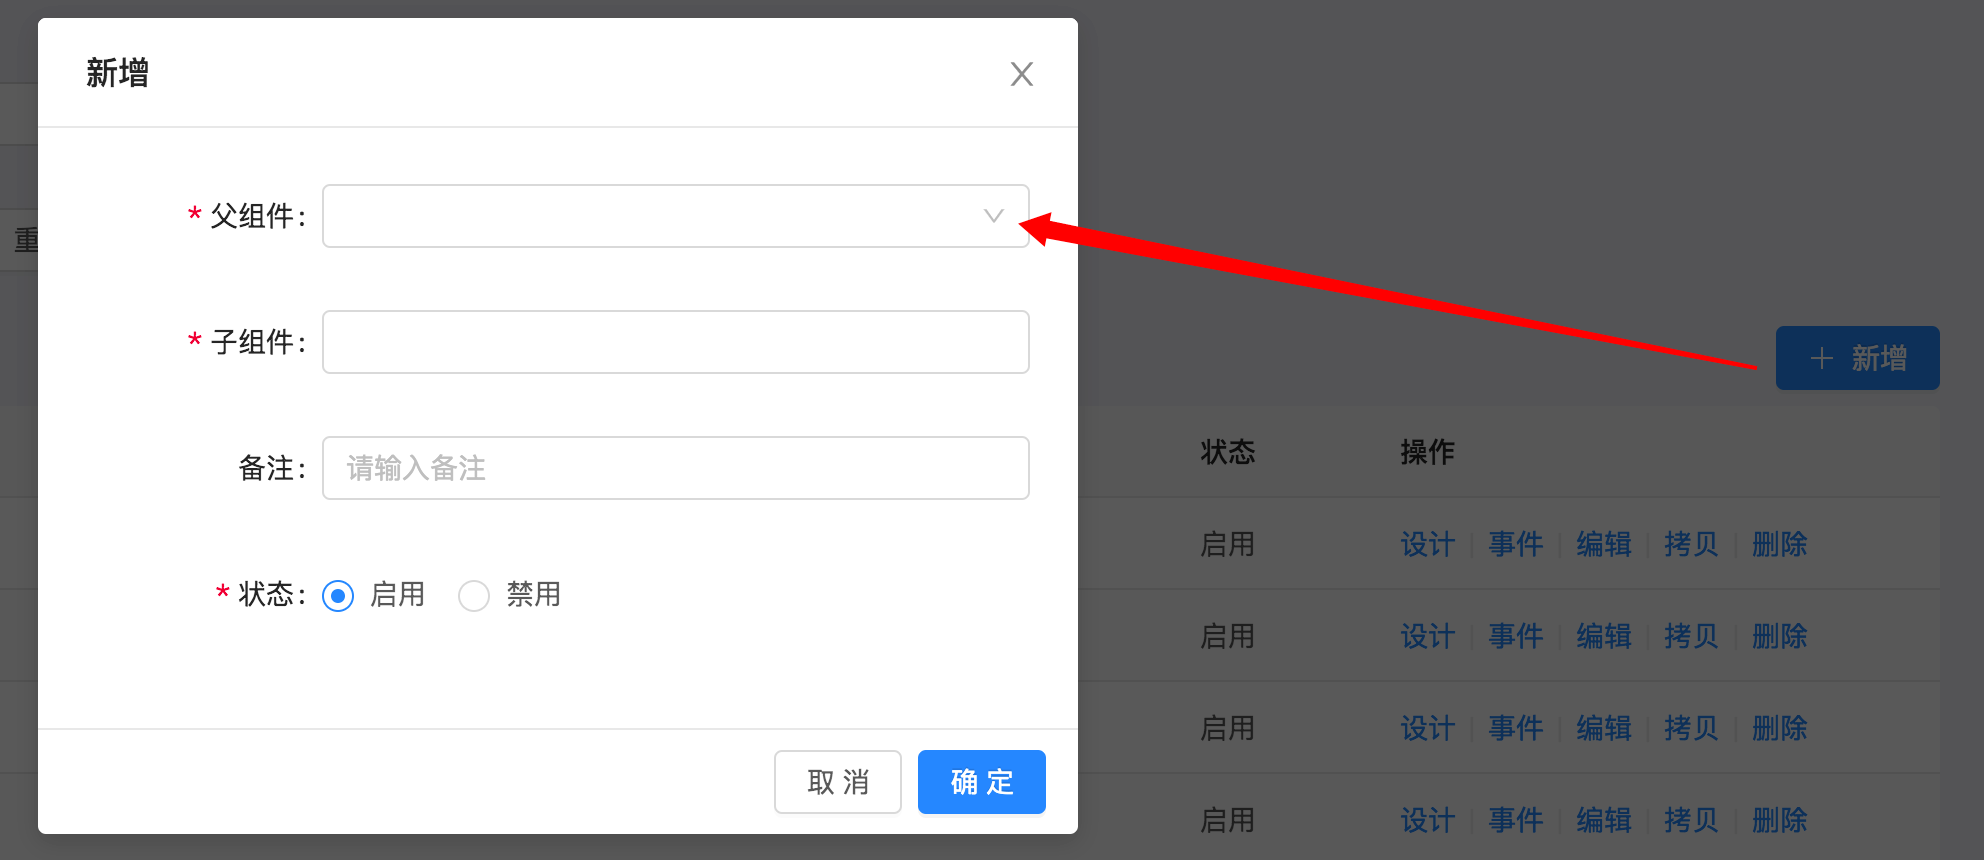 新增
* 父组件:
* 子组件:
备注: 请输入备注
* 状态: 启用 禁用
取 消 确 定
重
+ 新增
状态 操作
启用 设计 事件 编辑 拷贝 删除
启用 设计 事件 编辑 拷贝 删除
启用 设计 事件 编辑 拷贝 删除
启用 设计 事件 编辑 拷贝 删除